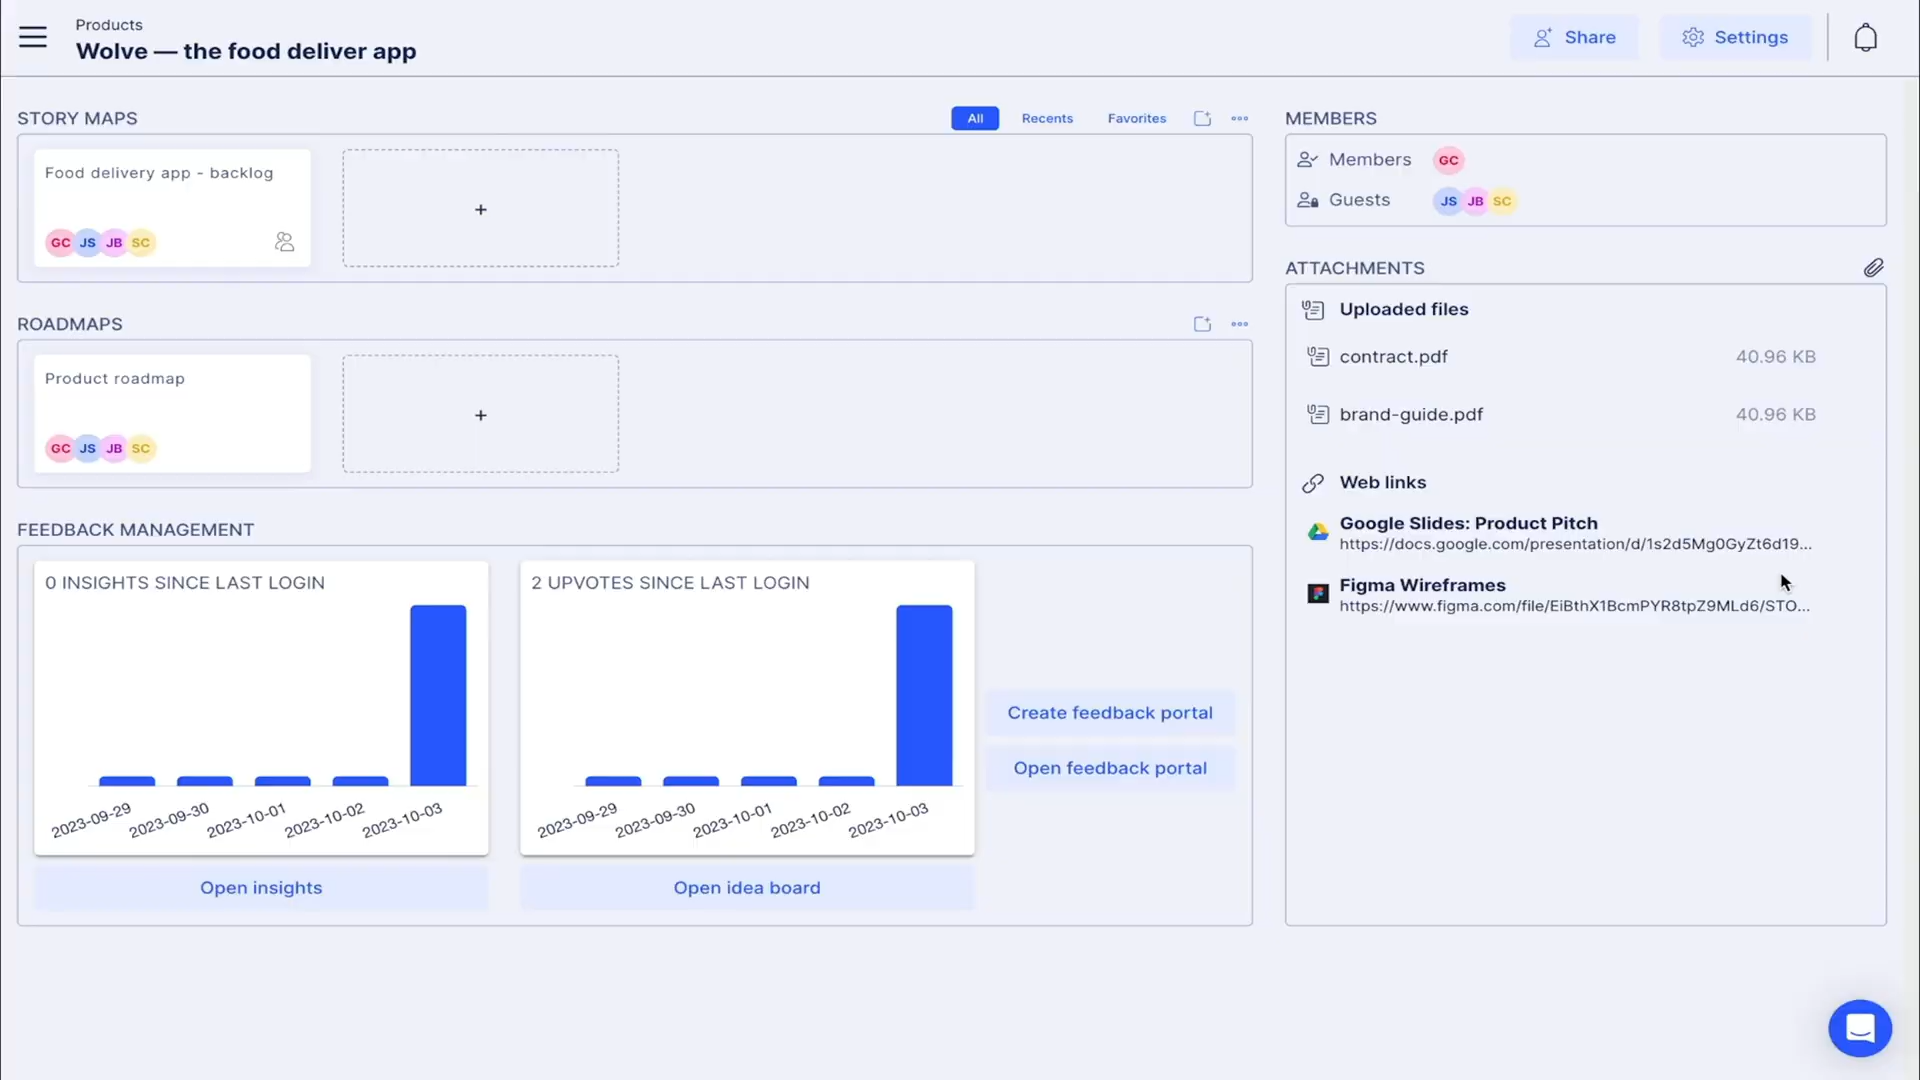 Products
Wolve — the food deliver app
Share
Settings
STORY MAPS
All
Recents
Favorites
Food delivery app - backlog
GC JS JB SC
+
ROADMAPS
Product roadmap
GC JS JB SC
+
FEEDBACK MANAGEMENT
0 INSIGHTS SINCE LAST LOGIN
2023-09-29
2023-09-30
2023-10-01
2023-10-02
2023-10-03
Open insights
2 UPVOTES SINCE LAST LOGIN
2023-09-29
2023-09-30
2023-10-01
2023-10-02
2023-10-03
Open idea board
Create feedback portal
Open feedback portal
MEMBERS
Members GC
Guests JS JB SC
ATTACHMENTS
Uploaded files
contract.pdf 40.96 KB
brand-guide.pdf 40.96 KB
Web links
Google Slides: Product Pitch
https://docs.google.com/presentation/d/1s2d5Mg0GyZt6d19...
Figma Wireframes
https://www.figma.com/file/EiBthX1BcmPYR8tpZ9MLd6/STO...